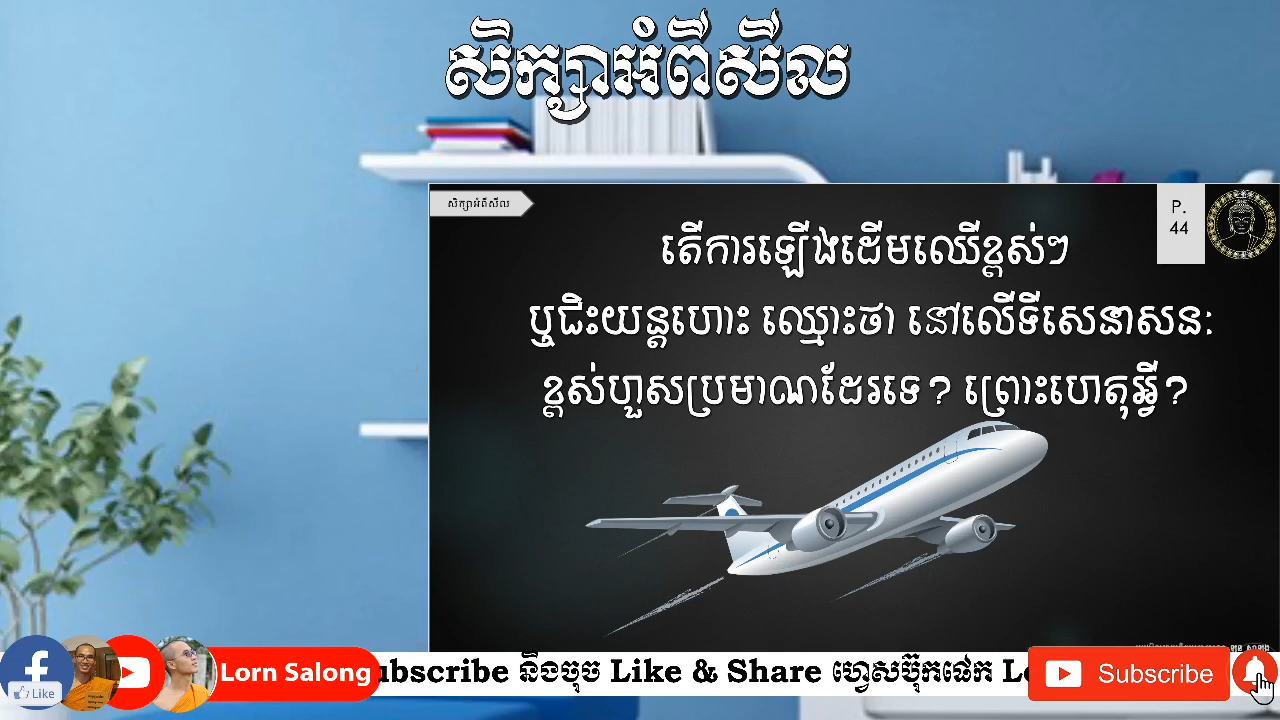 សិក្សាអំពីសីល
សិក្សាអំពីសីល
P.
44
តើការឡើងដើមឈើខ្ពស់ៗ
ឬជិះយន្តហោះ ឈ្មោះថា នៅលើទីសេនាសនៈ
ខ្ពស់ហួសប្រមាណដែរទេ? ព្រោះហេតុអ្វី?
Like
Lorn Salong
ubscribe និងចុច Like & Share ហ្វេសប៊ុកផេក
Subscribe